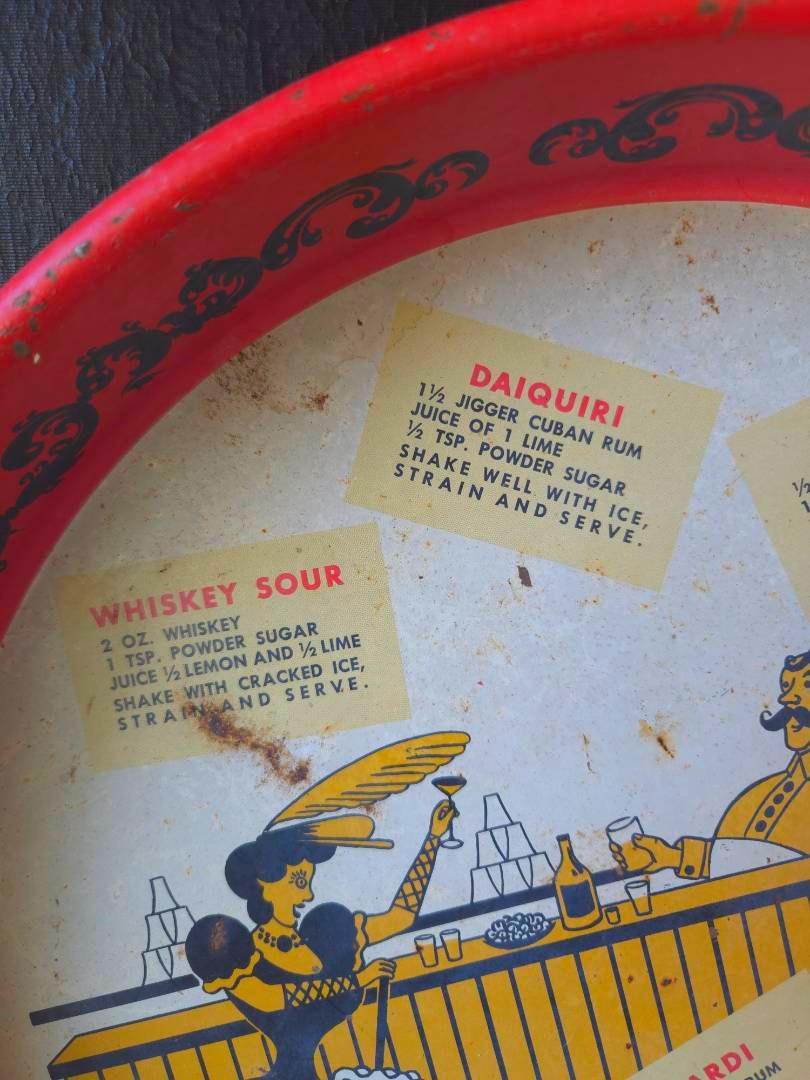 DAIQUIRI
1½ JIGGER CUBAN RUM
JUICE OF 1 LIME
½ TSP. POWDER SUGAR
SHAKE WELL WITH ICE,
STRAIN AND SERVE.
WHISKEY SOUR
2 OZ. WHISKEY
1 TSP. POWDER SUGAR
JUICE ½ LEMON AND ½ LIME
SHAKE WITH CRACKED ICE,
STRAIN AND SERVE.
½